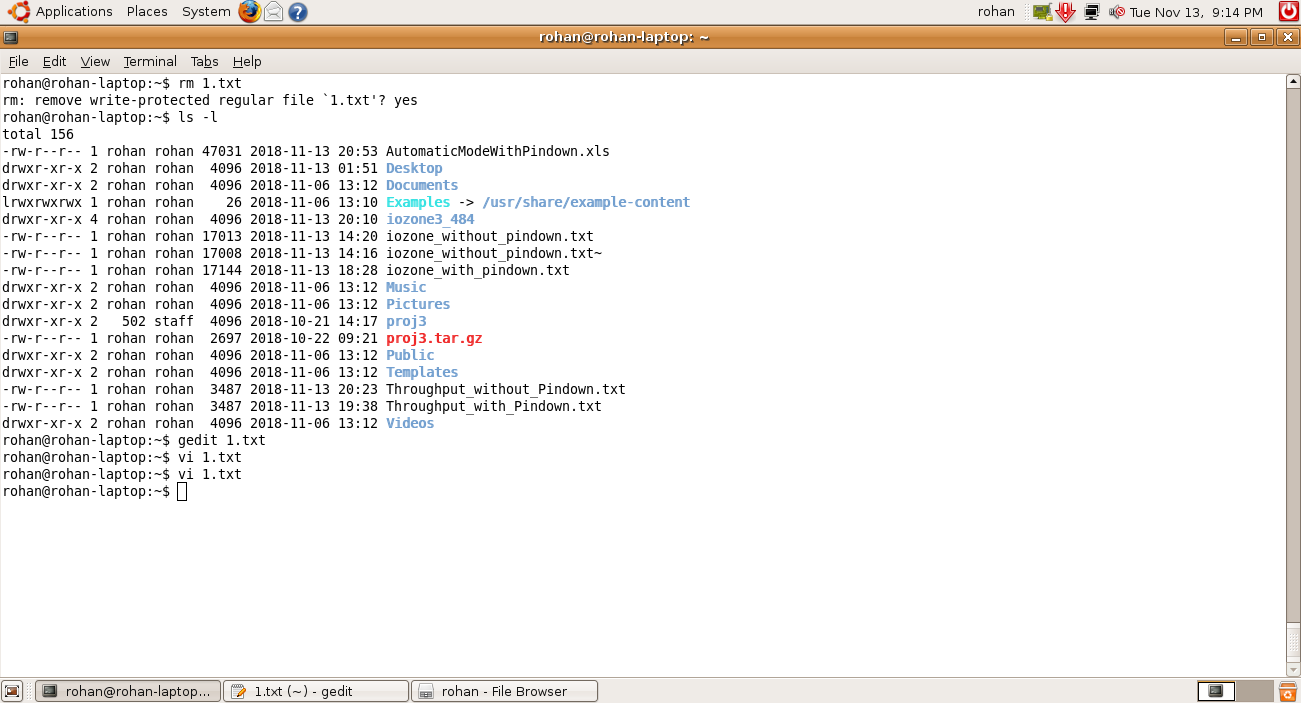 Applications Places System rohan Tue Nov 13, 9:14 PM
rohan@rohan-laptop: ~
File Edit View Terminal Tabs Help
rohan@rohan-laptop:~$ rm 1.txt
rm: remove write-protected regular file `1.txt'? yes
rohan@rohan-laptop:~$ ls -l
total 156
-rw-r--r-- 1 rohan rohan 47031 2018-11-13 20:53 AutomaticModeWithPindown.xls
drwxr-xr-x 2 rohan rohan  4096 2018-11-13 01:51 Desktop
drwxr-xr-x 2 rohan rohan  4096 2018-11-06 13:12 Documents
lrwxrwxrwx 1 rohan rohan    26 2018-11-06 13:10 Examples -> /usr/share/example-content
drwxr-xr-x 4 rohan rohan  4096 2018-11-13 20:10 iozone3_484
-rw-r--r-- 1 rohan rohan 17013 2018-11-13 14:20 iozone_without_pindown.txt
-rw-r--r-- 1 rohan rohan 17008 2018-11-13 14:16 iozone_without_pindown.txt~
-rw-r--r-- 1 rohan rohan 17144 2018-11-13 18:28 iozone_with_pindown.txt
drwxr-xr-x 2 rohan rohan  4096 2018-11-06 13:12 Music
drwxr-xr-x 2 rohan rohan  4096 2018-11-06 13:12 Pictures
drwxr-xr-x 2   502 staff  4096 2018-10-21 14:17 proj3
-rw-r--r-- 1 rohan rohan  2697 2018-10-22 09:21 proj3.tar.gz
drwxr-xr-x 2 rohan rohan  4096 2018-11-06 13:12 Public
drwxr-xr-x 2 rohan rohan  4096 2018-11-06 13:12 Templates
-rw-r--r-- 1 rohan rohan  3487 2018-11-13 20:23 Throughput_without_Pindown.txt
-rw-r--r-- 1 rohan rohan  3487 2018-11-13 19:38 Throughput_with_Pindown.txt
drwxr-xr-x 2 rohan rohan  4096 2018-11-06 13:12 Videos
rohan@rohan-laptop:~$ gedit 1.txt
rohan@rohan-laptop:~$ vi 1.txt
rohan@rohan-laptop:~$ vi 1.txt
rohan@rohan-laptop:~$
rohan@rohan-laptop... 1.txt (~) - gedit rohan - File Browser